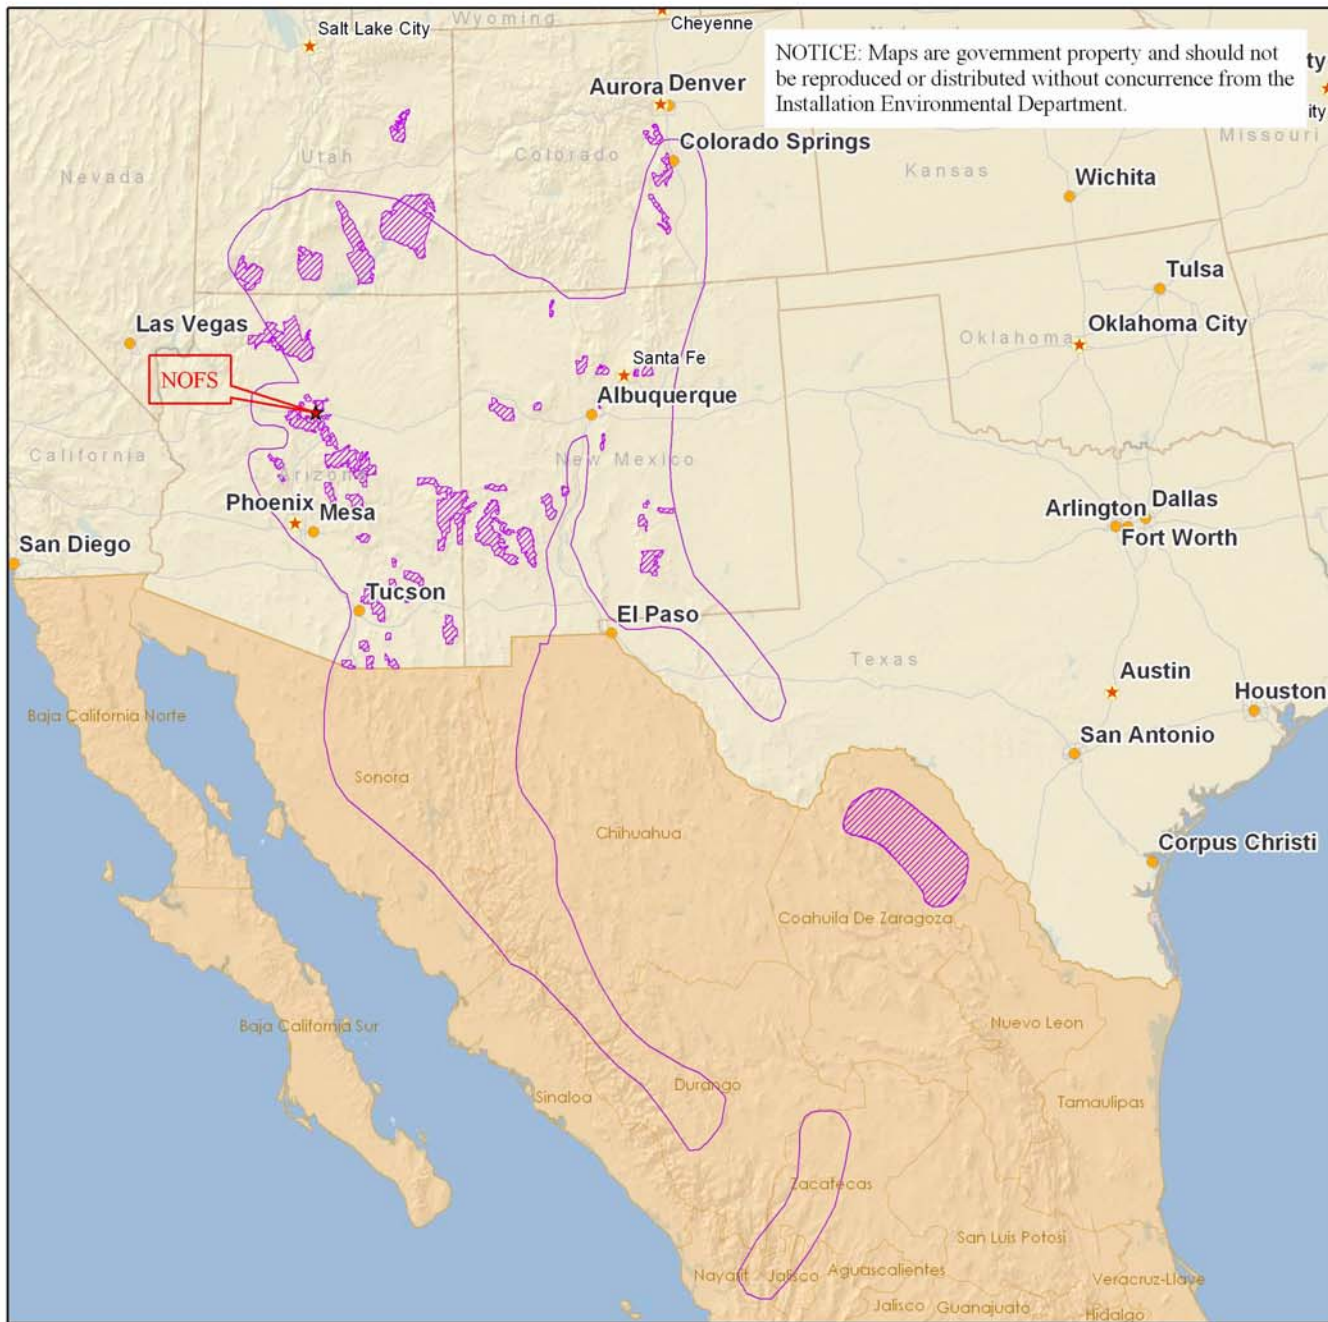 Wyoming
Cheyenne
Salt Lake City
NOTICE: Maps are government property and should not
be reproduced or distributed without concurrence from the
Installation Environmental Department.
ty
Aurora
Denver
ity
Missouri
Utah
Colorado
Colorado Springs
Nevada
Kansas
Wichita
Tulsa
Las Vegas
Oklahoma City
Oklahoma
Santa Fe
NOFS
Albuquerque
California
New Mexico
Arizona
Phoenix
Mesa
Arlington
Dallas
Fort Worth
San Diego
Tucson
El Paso
Texas
Austin
Houston
Baja California Norte
San Antonio
Sonora
Chihuahua
Corpus Christi
Coahuila De Zaragoza
Baja California Sur
Nuevo Leon
Durango
Sinaloa
Tamaulipas
Zacatecas
San Luis Potosi
Nayarit
Jalisco
Aguascalientes
Veracruz-Llave
Jalisco
Guanajuato
Hidalgo